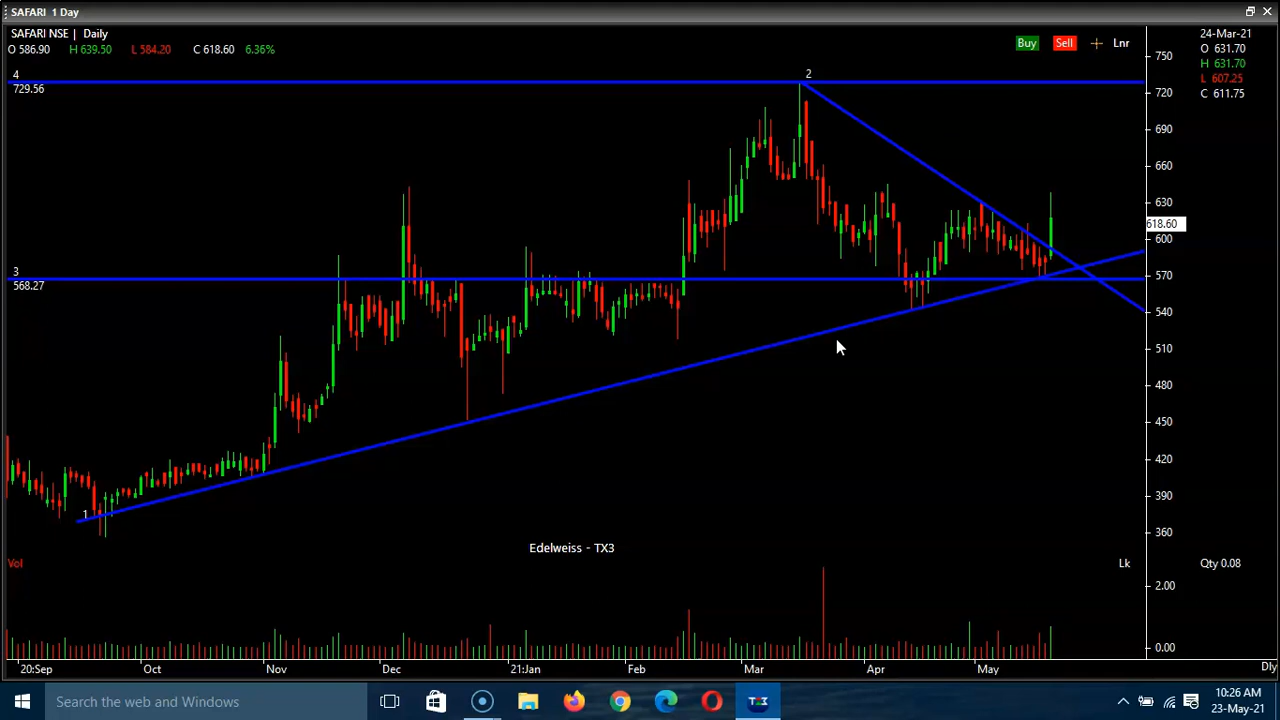 SAFARI 1 Day
SAFARI NSE | Daily
O 586.90 H 639.50 L 584.20 C 618.60 6.36%
Buy Sell Lnr
24-Mar-21
O 631.70
H 631.70
L 607.25
C 611.75
4
729.56
2
3
568.27
1
750
720
690
660
630
618.60
600
570
540
510
480
450
420
390
360
Edelweiss - TX3
Vol
Lk
Qty 0.08
2.00
0.00
20:Sep Oct Nov Dec 21:Jan Feb Mar Apr May Dly
Search the web and Windows
10:26 AM
23-May-21